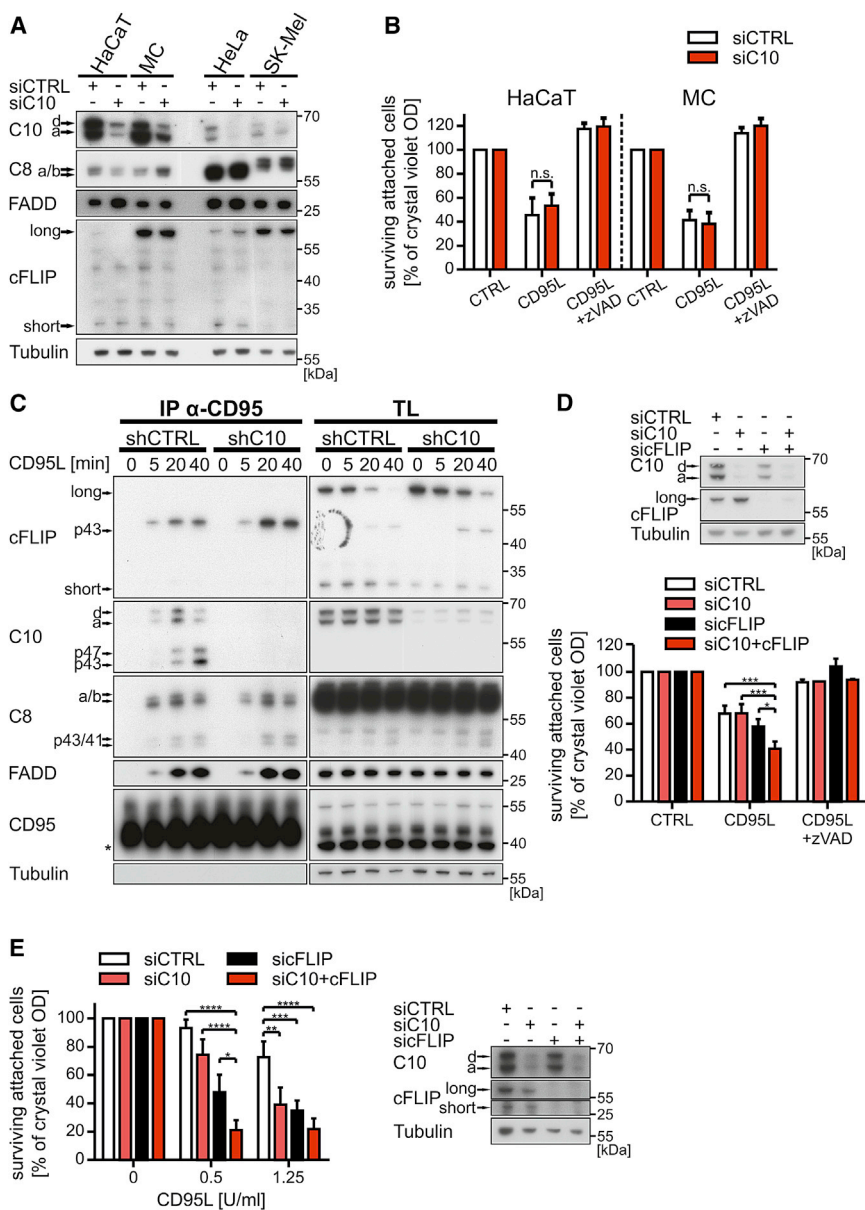 A
HaCaT
MC
HeLa
SK-Mel
siCTRL + - + - + - + -
siC10 - + - + - + - +
C10 d a
70
C8 a/b
55
FADD
25
long
cFLIP
short
55
40
35
Tubulin
55
[kDa]
B
siCTRL
siC10
HaCaT
MC
surviving attached cells
[% of crystal violet OD]
120
100
80
60
40
20
0
n.s.
n.s.
CTRL
CD95L
CD95L
+zVAD
CTRL
CD95L
CD95L
+zVAD
C
IP α-CD95
TL
shCTRL
shC10
shCTRL
shC10
CD95L [min] 0 5 20 40 0 5 20 40 0 5 20 40 0 5 20 40
long
cFLIP
p43
short
55
40
35
C10
d
a
p47
p43
70
55
C8
a/b
p43/41
55
40
FADD
25
CD95
*
55
40
Tubulin
55
[kDa]
D
siCTRL + - - -
siC10 - + - +
sicFLIP - - + +
C10 d a
70
long
cFLIP
55
Tubulin
55
[kDa]
siCTRL
siC10
sicFLIP
siC10+cFLIP
surviving attached cells
[% of crystal violet OD]
120
100
80
60
40
20
0
***
***
*
CTRL
CD95L
CD95L
+zVAD
E
siCTRL
siC10
sicFLIP
siC10+cFLIP
surviving attached cells
[% of crystal violet OD]
100
80
60
40
20
0
****
****
*
****
***
**
0
0.5
1.25
CD95L [U/ml]
siCTRL + - - -
siC10 - + - +
sicFLIP - - + +
C10 d a
70
cFLIP
long
short
55
25
Tubulin
55
[kDa]